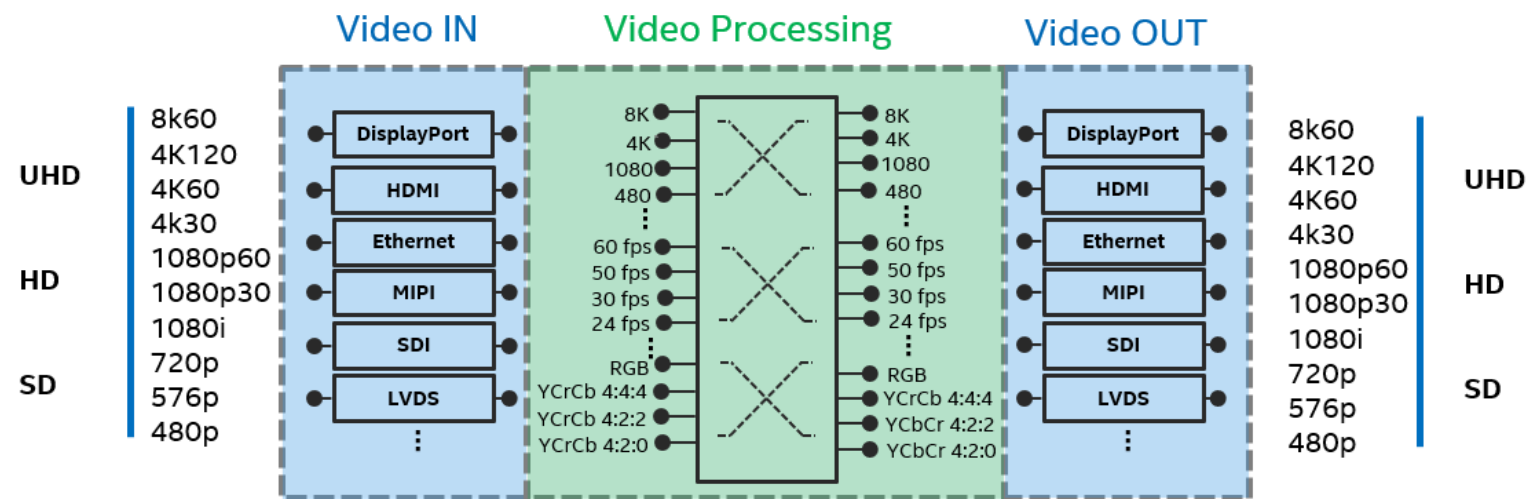 Video IN
Video Processing
Video OUT
UHD
HD
SD
8k60
4K120
4K60
4k30
1080p60
1080p30
1080i
720p
576p
480p
DisplayPort
HDMI
Ethernet
MIPI
SDI
LVDS
8K
4K
1080
480
60 fps
50 fps
30 fps
24 fps
RGB
YCrCb 4:4:4
YCrCb 4:2:2
YCrCb 4:2:0
8K
4K
1080
480
60 fps
50 fps
30 fps
24 fps
RGB
YCrCb 4:4:4
YCbCr 4:2:2
YCbCr 4:2:0
DisplayPort
HDMI
Ethernet
MIPI
SDI
LVDS
8k60
4K120
4K60
4k30
1080p60
1080p30
1080i
720p
576p
480p
UHD
HD
SD